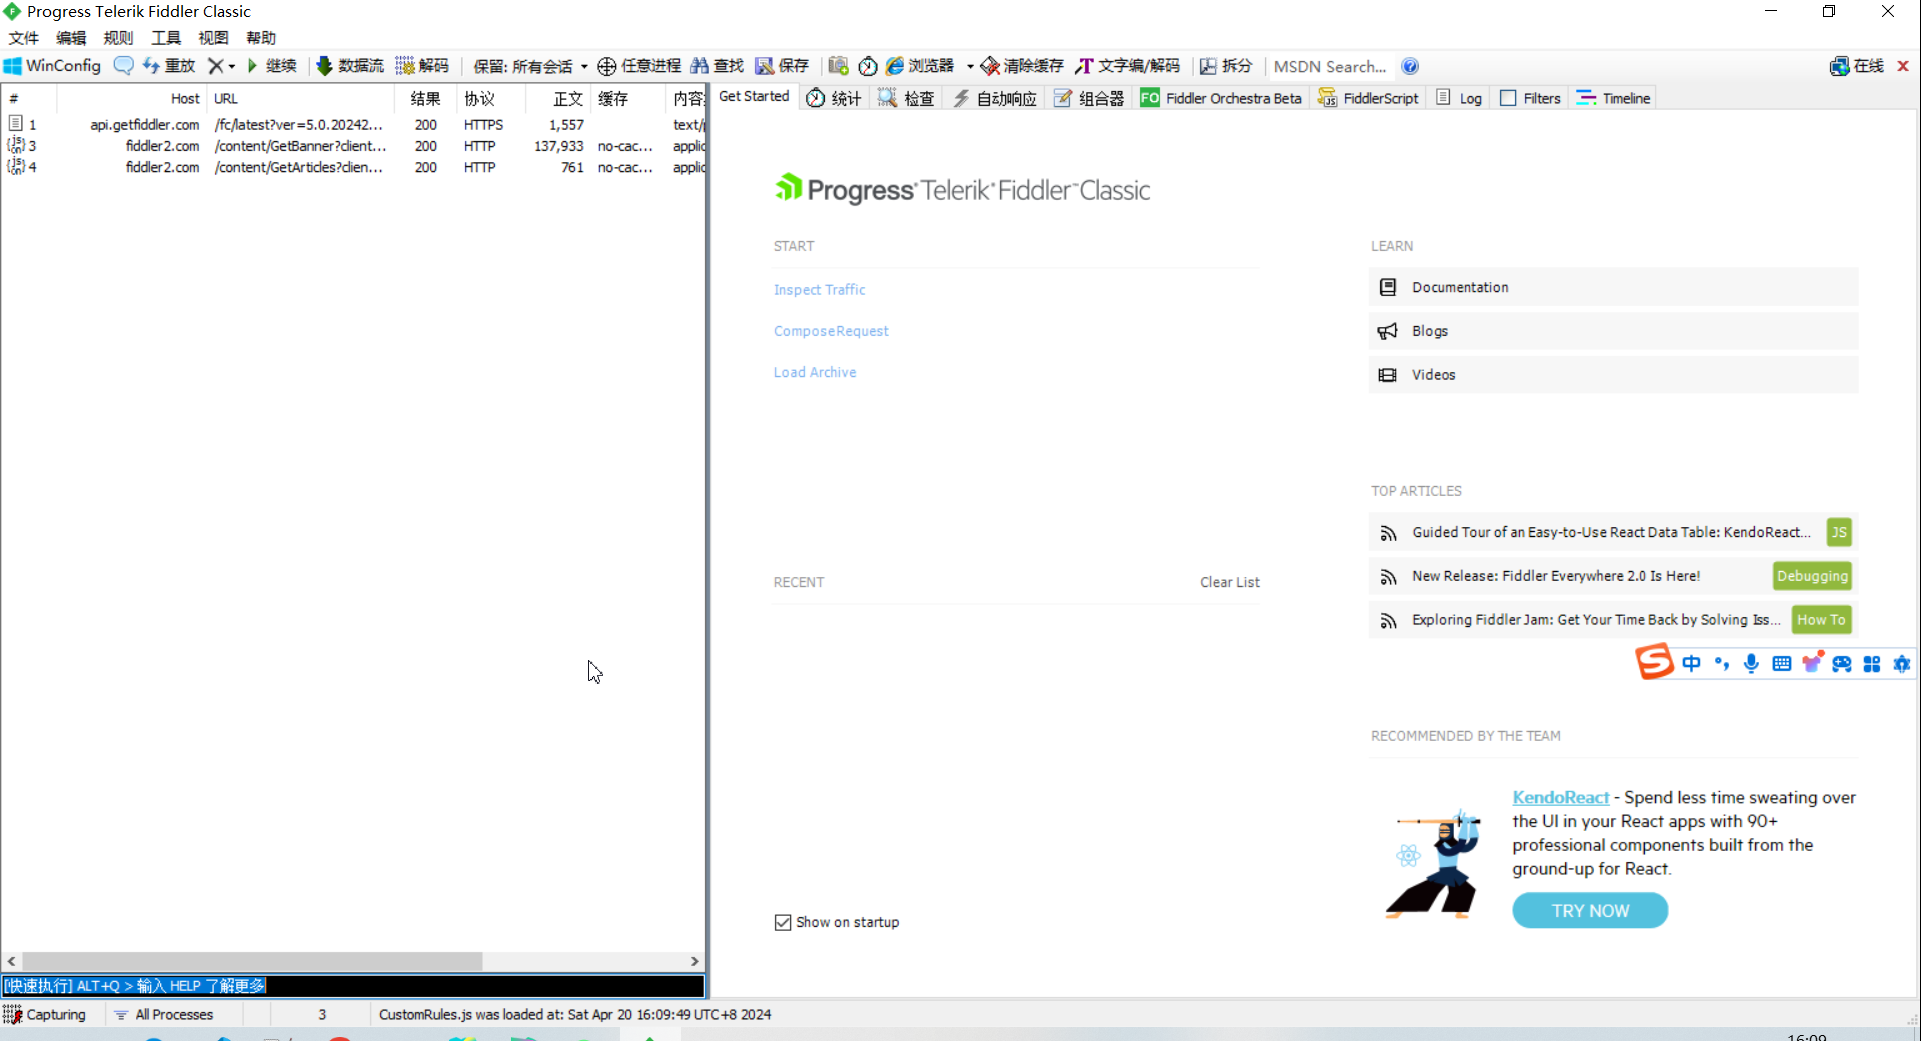 Progress Telerik Fiddler Classic
文件 编辑 规则 工具 视图 帮助
WinConfig 重放 继续 数据流 解码 保留: 所有会话 任意进程 查找 保存 浏览器 清除缓存 文字编/解码 拆分 MSDN Search... 在线
# Host URL 结果 协议 正文 缓存
Get Started 统计 检查 自动响应 组合器 FO Fiddler Orchestra Beta FiddlerScript Log Filters Timeline
1 api.getfiddler.com /fc/latest?ver=5.0.20242... 200 HTTPS 1,557
3 fiddler2.com /content/GetBanner?client... 200 HTTP 137,933 no-cac... applic
4 fiddler2.com /content/GetArticles?clien... 200 HTTP 761 no-cac... applic
Progress Telerik Fiddler Classic
START
Inspect Traffic
ComposeRequest
Load Archive
RECENT Clear List
Show on startup
LEARN
Documentation
Blogs
Videos
TOP ARTICLES
Guided Tour of an Easy-to-Use React Data Table: KendoReact... JS
New Release: Fiddler Everywhere 2.0 Is Here! Debugging
Exploring Fiddler Jam: Get Your Time Back by Solving Iss... How To
S 中
RECOMMENDED BY THE TEAM
KendoReact - Spend less time sweating over
the UI in your React apps with 90+
professional components built from the
ground-up for React.
TRY NOW
[快速执行] ALT+Q > 输入 HELP 了解更多
Capturing All Processes 3 CustomRules.js was loaded at: Sat Apr 20 16:09:49 UTC+8 2024